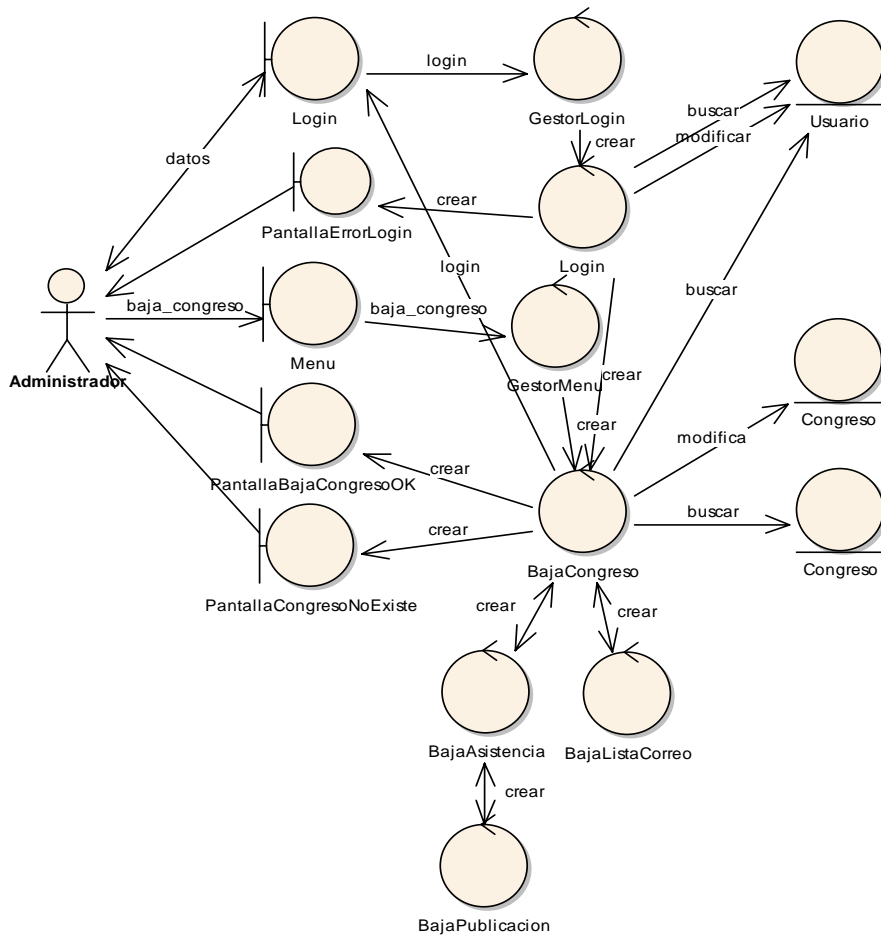 login
Login
GestorLogin
buscar
modificar
Usuario
crear
datos
crear
PantallaErrorLogin
Login
login
buscar
baja_congreso
baja_congreso
Menu
GestorMenu
crear
Administrador
Congreso
crear
modifica
PantallaBajaCongresoOK
crear
crear
buscar
PantallaCongresoNoExiste
BajaCongreso
Congreso
crear
crear
BajaAsistencia
BajaListaCorreo
crear
BajaPublicacion